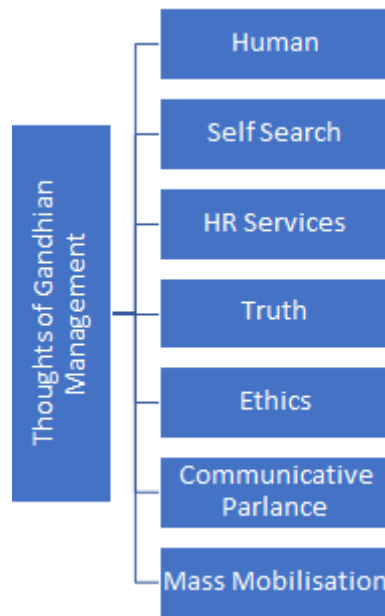 Thoughts of Gandhian
Management
Human
Self Search
HR Services
Truth
Ethics
Communicative
Parlance
Mass Mobilisation